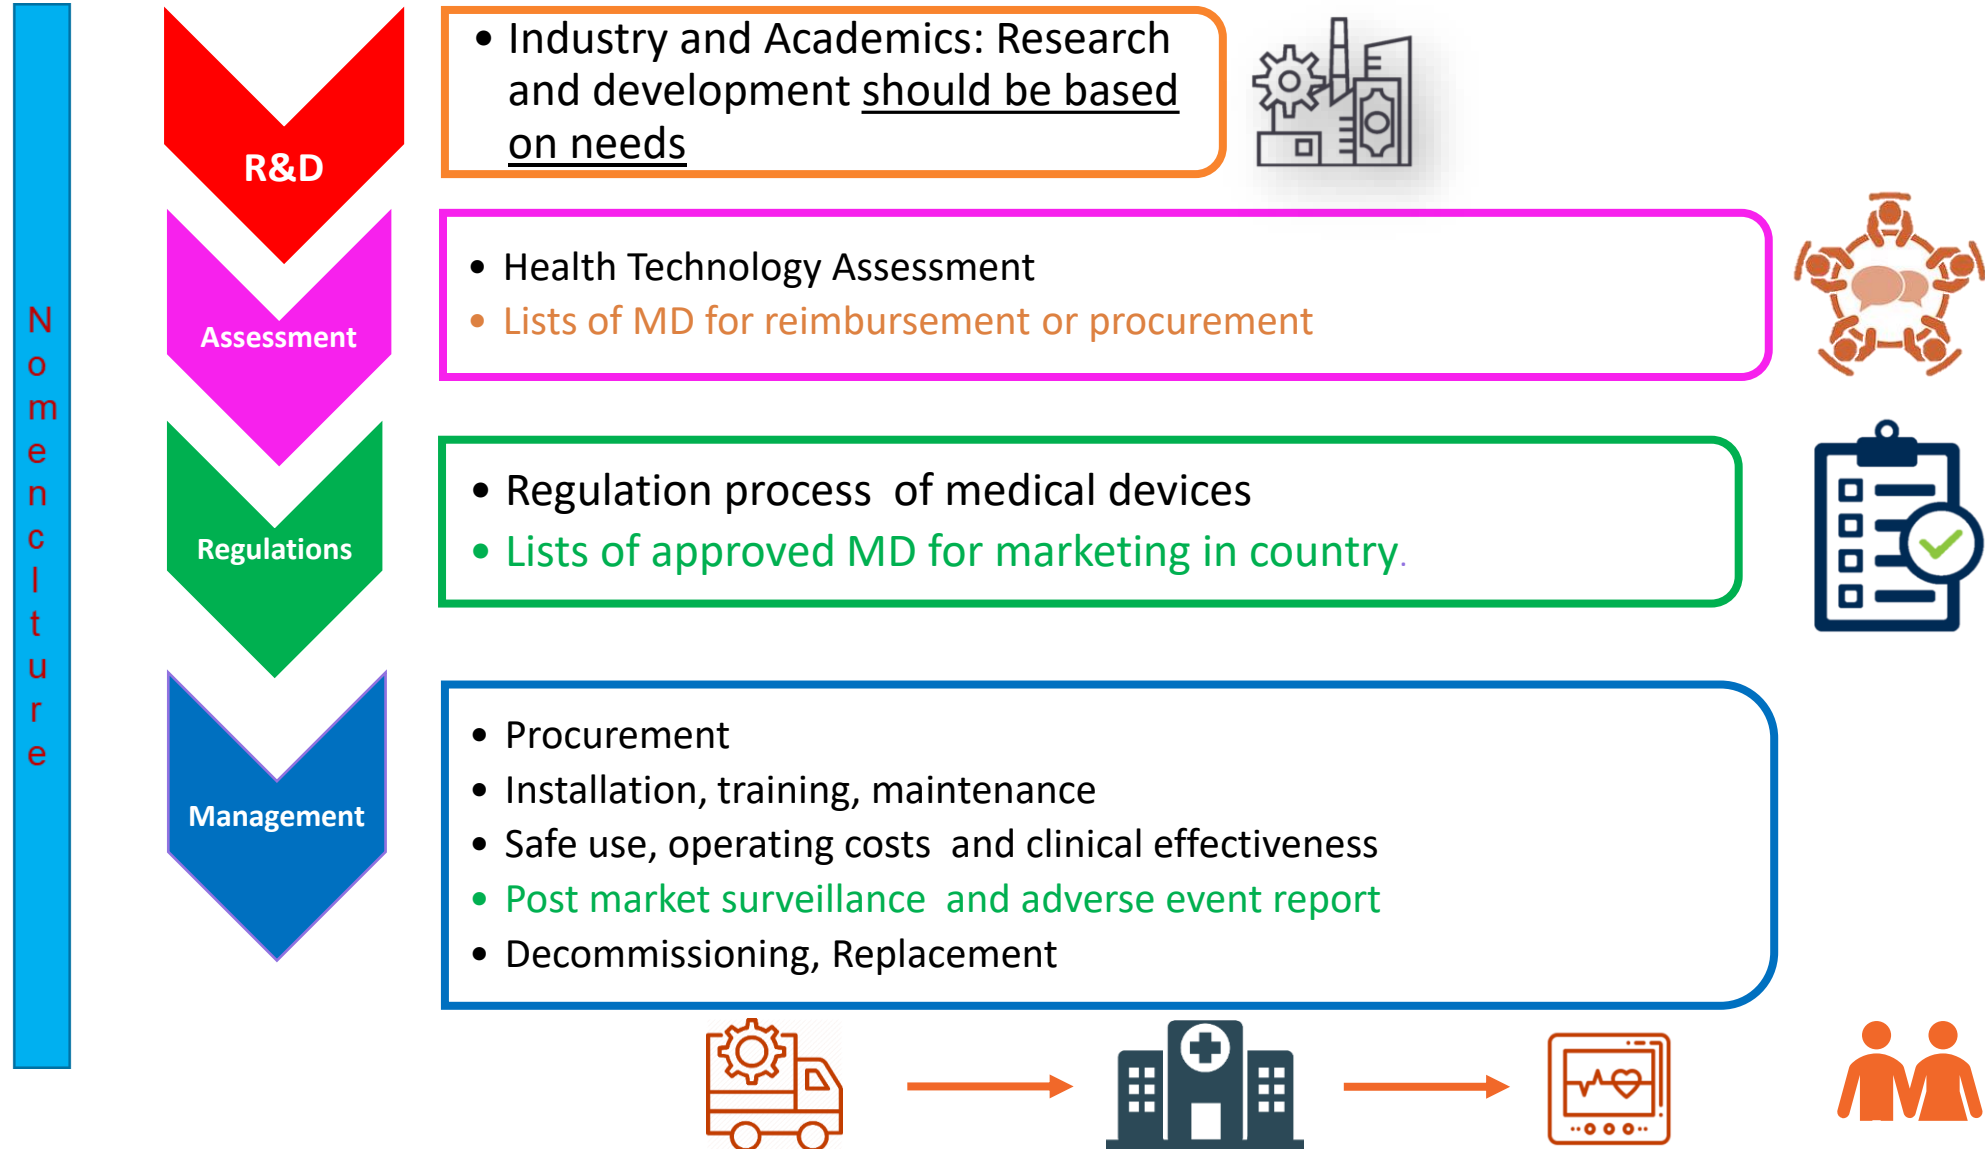 Nomenclture
R&D
• Industry and Academics: Research
and development should be based
on needs
Assessment
• Health Technology Assessment
• Lists of MD for reimbursement or procurement
Regulations
• Regulation process of medical devices
• Lists of approved MD for marketing in country.
Management
• Procurement
• Installation, training, maintenance
• Safe use, operating costs and clinical effectiveness
• Post market surveillance and adverse event report
• Decommissioning, Replacement